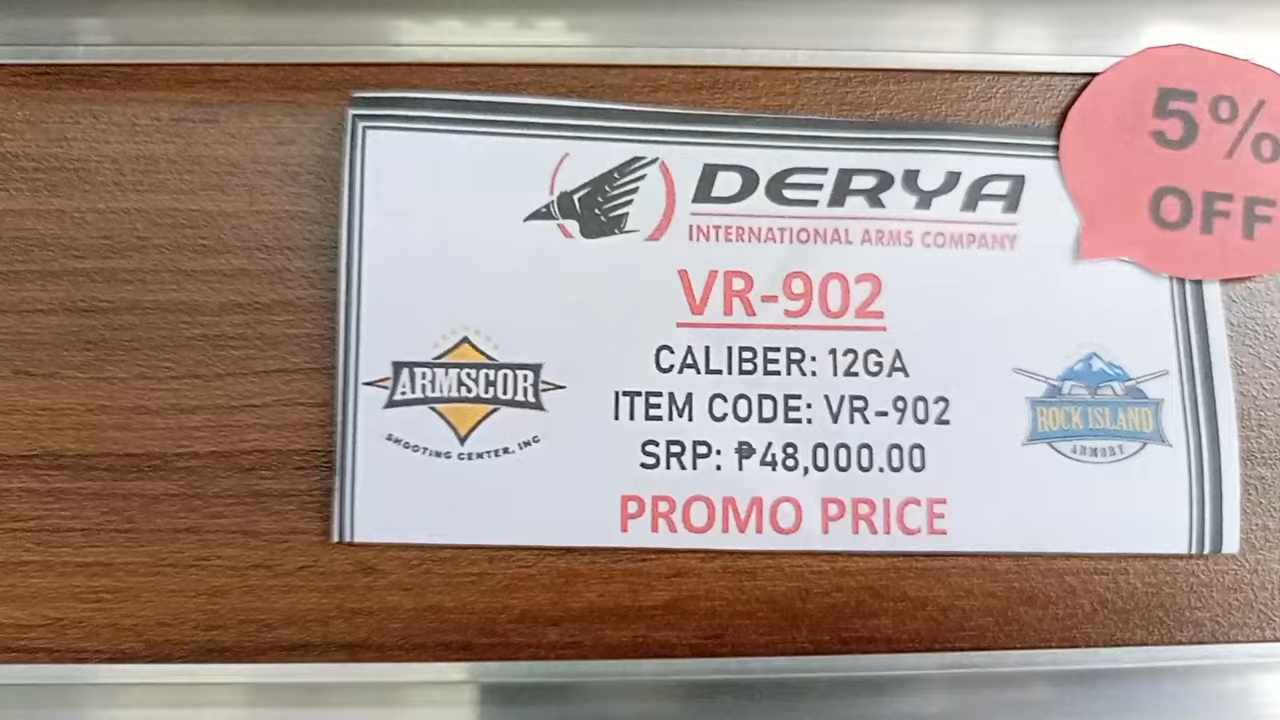 DERYA
INTERNATIONAL ARMS COMPANY
5%
OFF
VR-902
CALIBER: 12GA
ITEM CODE: VR-902
SRP: ₱48,000.00
PROMO PRICE
ARMSCOR
SHOOTING CENTER, INC
ROCK ISLAND
ARMORY